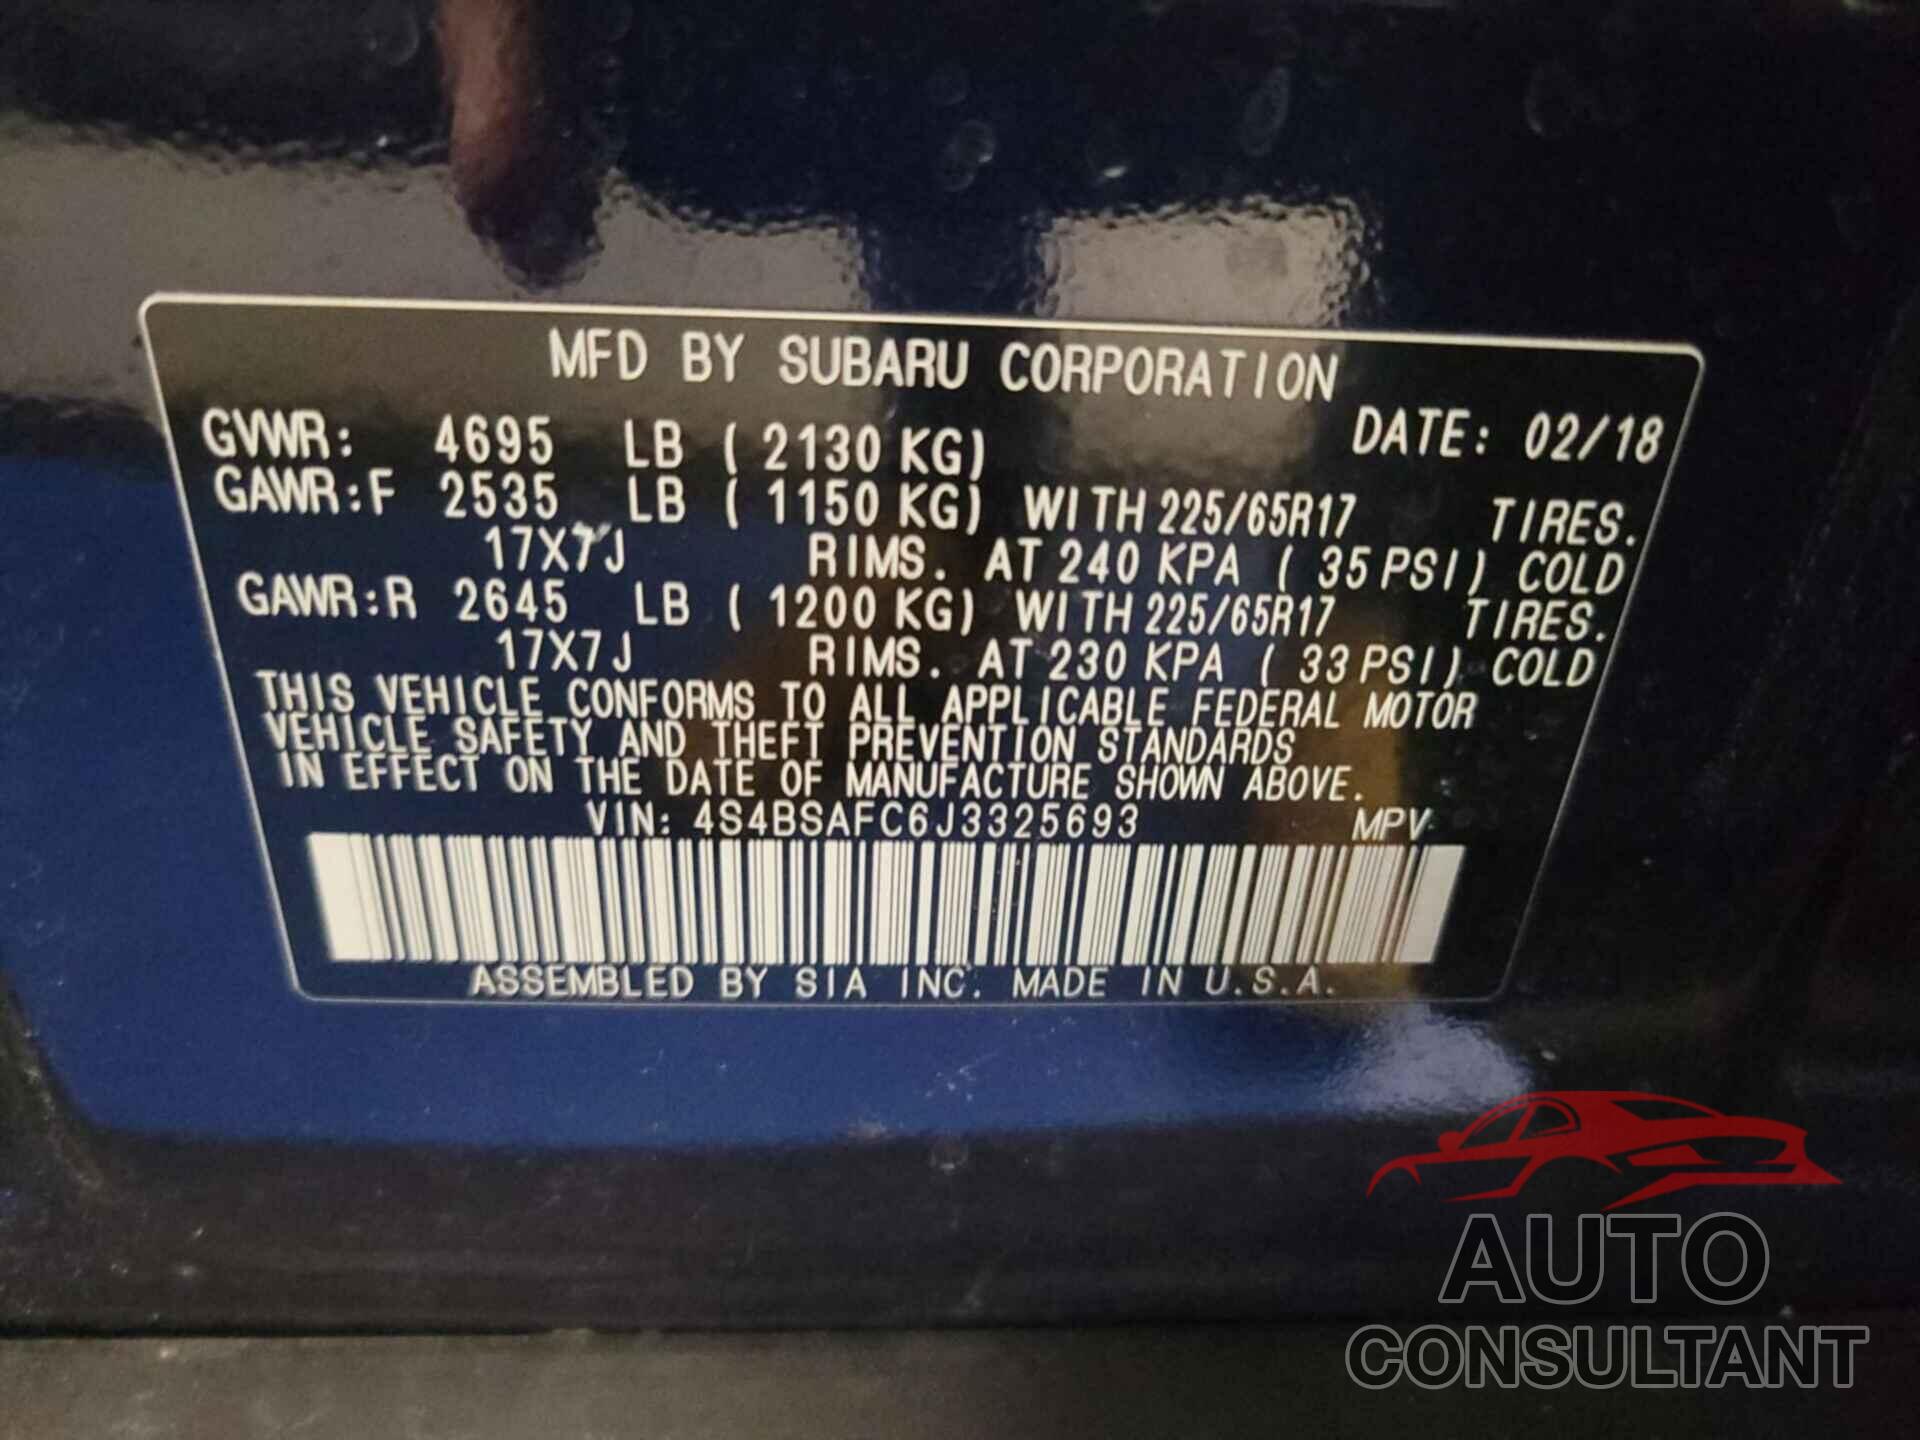 MFD BY SUBARU CORPORATION
GVWR: 4695 LB ( 2130 KG) DATE: 02/18
GAWR:F 2535 LB ( 1150 KG) WITH 225/65R17 TIRES.
17X7J RIMS. AT 240 KPA ( 35 PSI) COLD
GAWR:R 2645 LB ( 1200 KG) WITH 225/65R17 TIRES.
17X7J RIMS. AT 230 KPA ( 33 PSI) COLD
THIS VEHICLE CONFORMS TO ALL APPLICABLE FEDERAL MOTOR
VEHICLE SAFETY AND THEFT PREVENTION STANDARDS
IN EFFECT ON THE DATE OF MANUFACTURE SHOWN ABOVE.
VIN: 4S4BSAFC6J3325693 MPV
ASSEMBLED BY SIA INC. MADE IN U.S.A.
AUTO
CONSULTANT